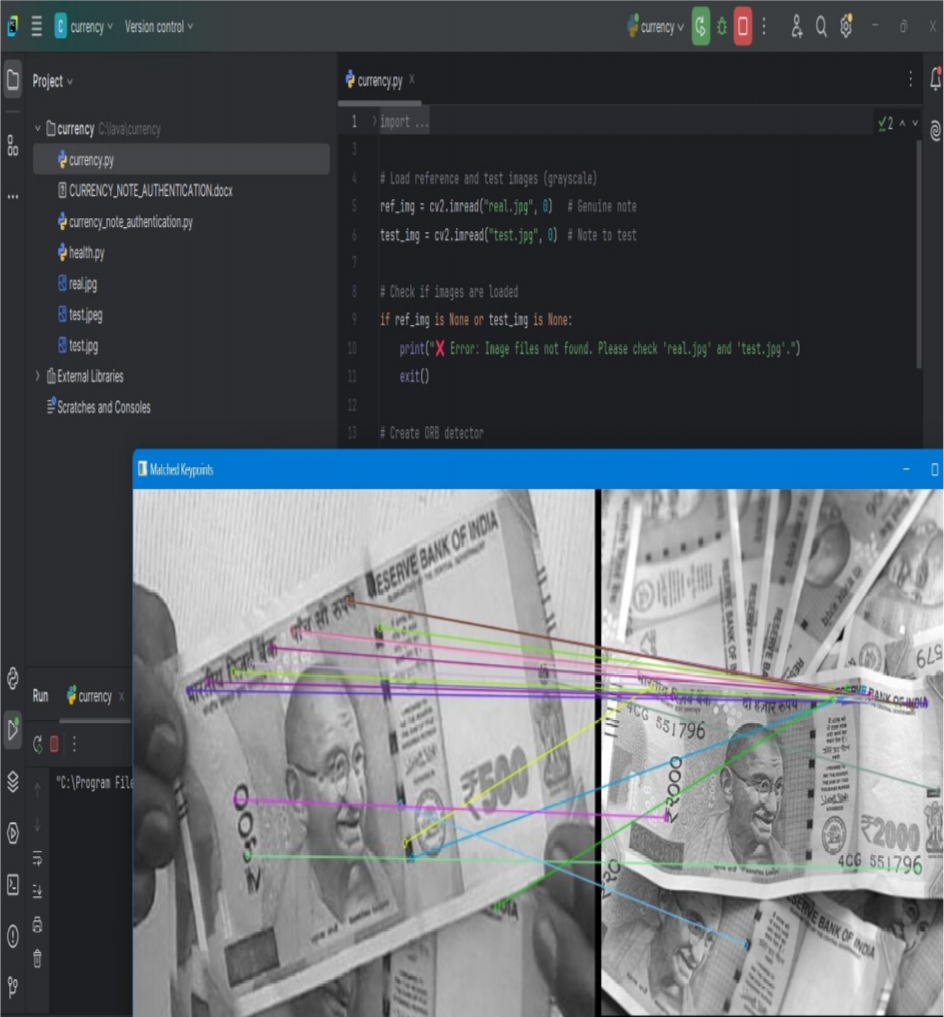 currency
Version control
currency
Project
currency.py
currency C:\Java\currency
currency.py
CURRENCY_NOTE_AUTHENTICATION.docx
currency_note_authentication.py
health.py
real.jpg
test.jpeg
test.jpg
External Libraries
Scratches and Consoles
1 import ...
2
3
4 # Load reference and test images (grayscale)
5 ref_img = cv2.imread("real.jpg", 0) # Genuine note
6 test_img = cv2.imread("test.jpg", 0) # Note to test
7
8 # Check if images are loaded
9 if ref_img is None or test_img is None:
10 print("❌ Error: Image files not found. Please check 'real.jpg' and 'test.jpg'.")
11 exit()
12
13 # Create ORB detector
Run
currency
"C:\Program File
Matched Keypoints
RESERVE BANK OF INDIA
पाँच सौ रुपये
₹500
₹500
RESERVE BANK OF INDIA
दो हज़ार रुपये
4CG 551796
₹2000
₹2000
4CG 551796
BANK OF INDIA
579